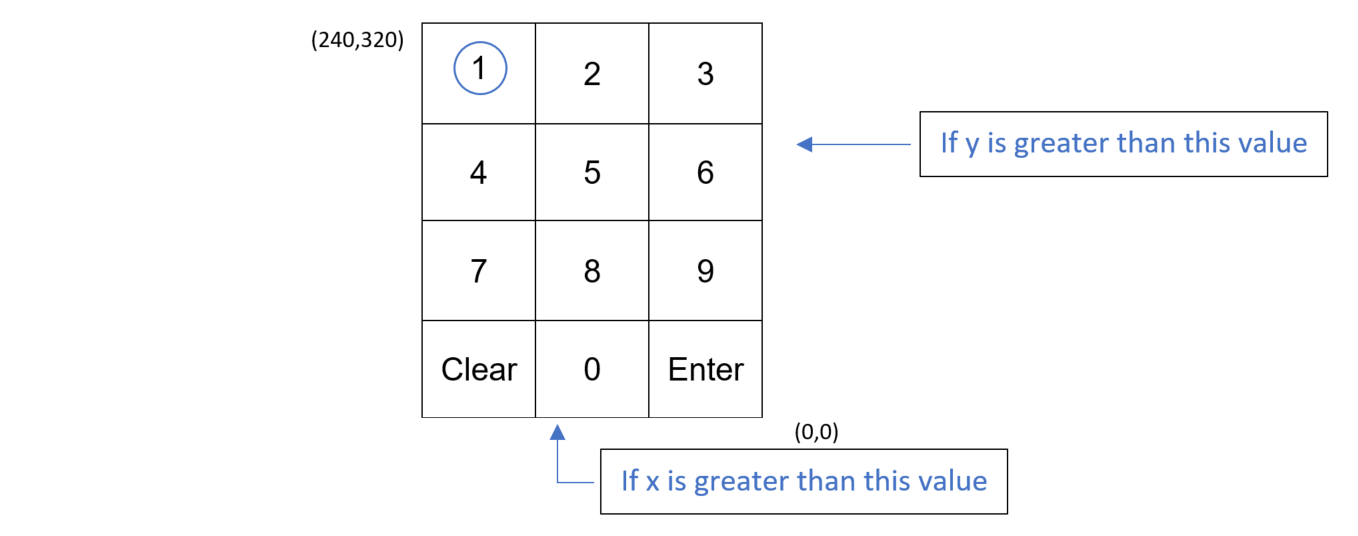 (240,320)
1 2 3
If y is greater than this value
4 5 6
7 8 9
Clear 0 Enter
(0,0)
If x is greater than this value